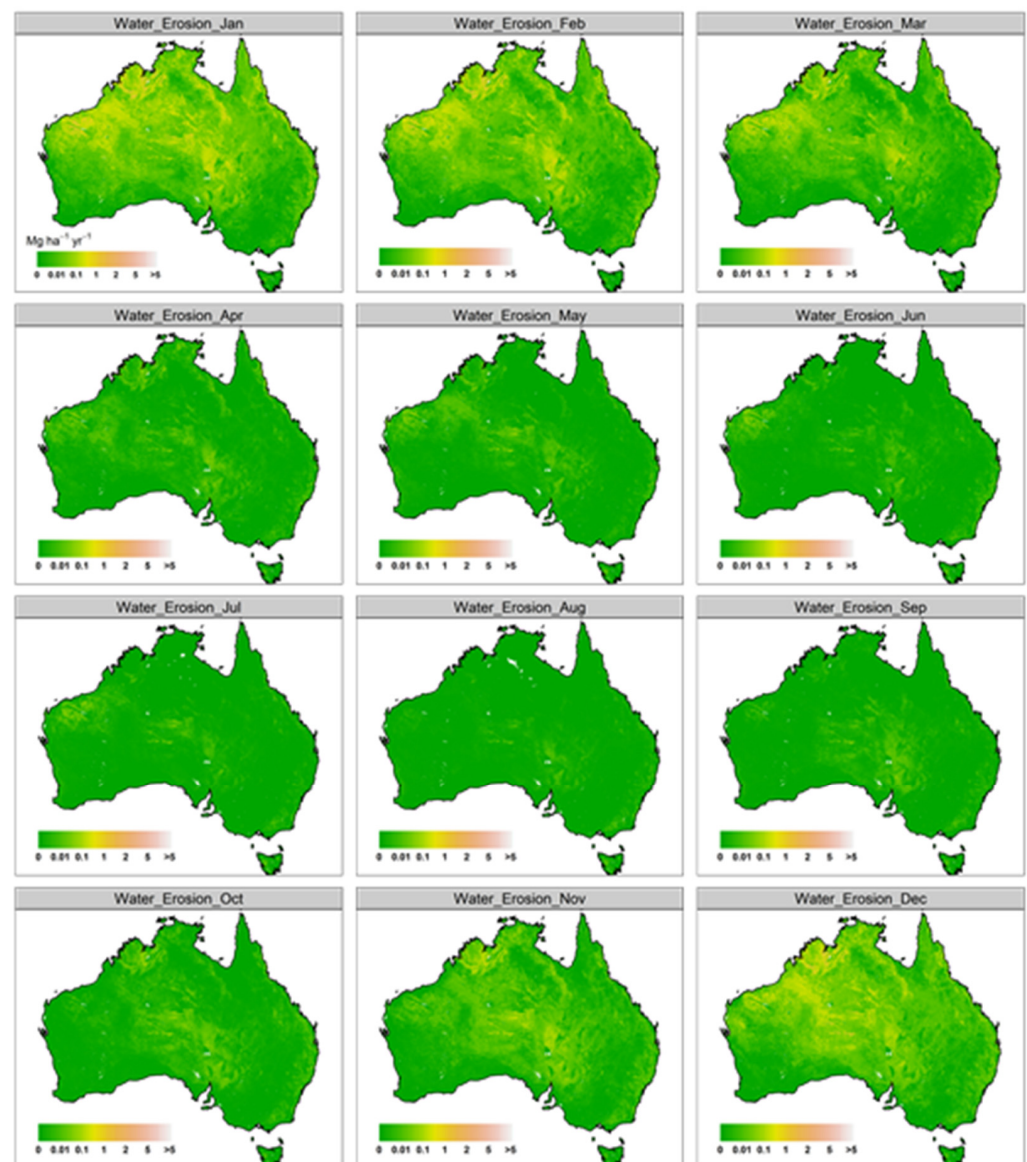 Water_Erosion_Jan
Water_Erosion_Feb
Water_Erosion_Mar
Mg ha⁻¹ yr⁻¹
0 0.01 0.1 1 2 5 >5
0 0.01 0.1 1 2 5 >5
0 0.01 0.1 1 2 5 >5
Water_Erosion_Apr
Water_Erosion_May
Water_Erosion_Jun
0 0.01 0.1 1 2 5 >5
0 0.01 0.1 1 2 5 >5
0 0.01 0.1 1 2 5 >5
Water_Erosion_Jul
Water_Erosion_Aug
Water_Erosion_Sep
0 0.01 0.1 1 2 5 >5
0 0.01 0.1 1 2 5 >5
0 0.01 0.1 1 2 5 >5
Water_Erosion_Oct
Water_Erosion_Nov
Water_Erosion_Dec
0 0.01 0.1 1 2 5 >5
0 0.01 0.1 1 2 5 >5
0 0.01 0.1 1 2 5 >5